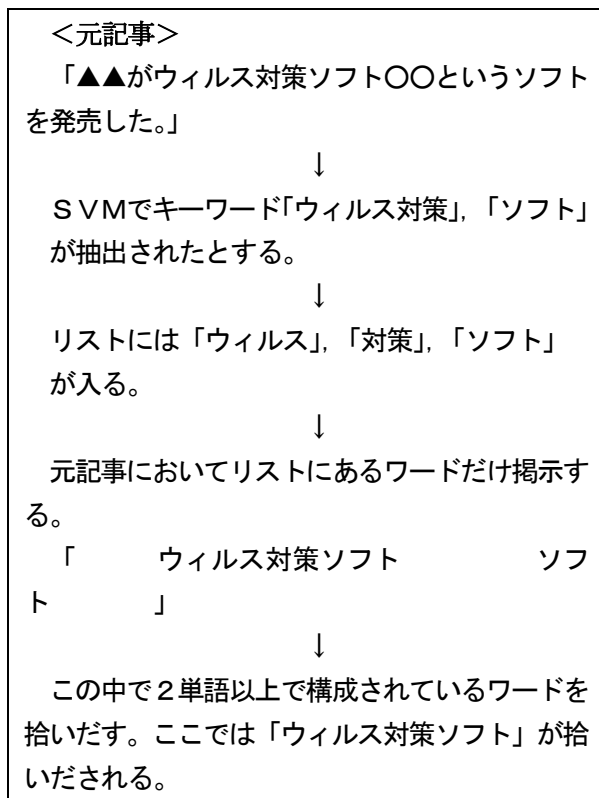 ＜元記事＞
「▲▲がウィルス対策ソフト〇〇というソフト
を発売した。」
↓
ＳＶＭでキーワード｢ウィルス対策｣, 「ソフト」
が抽出されたとする。
↓
リストには「ウィルス｣, ｢対策｣, 「ソフト」
が入る。
↓
元記事においてリストにあるワードだけ掲示す
る。
「　　　ウィルス対策ソフト　　　　　ソフ
ト　　　」
↓
この中で２単語以上で構成されているワードを
拾いだす。ここでは「ウィルス対策ソフト」が拾
いだされる。